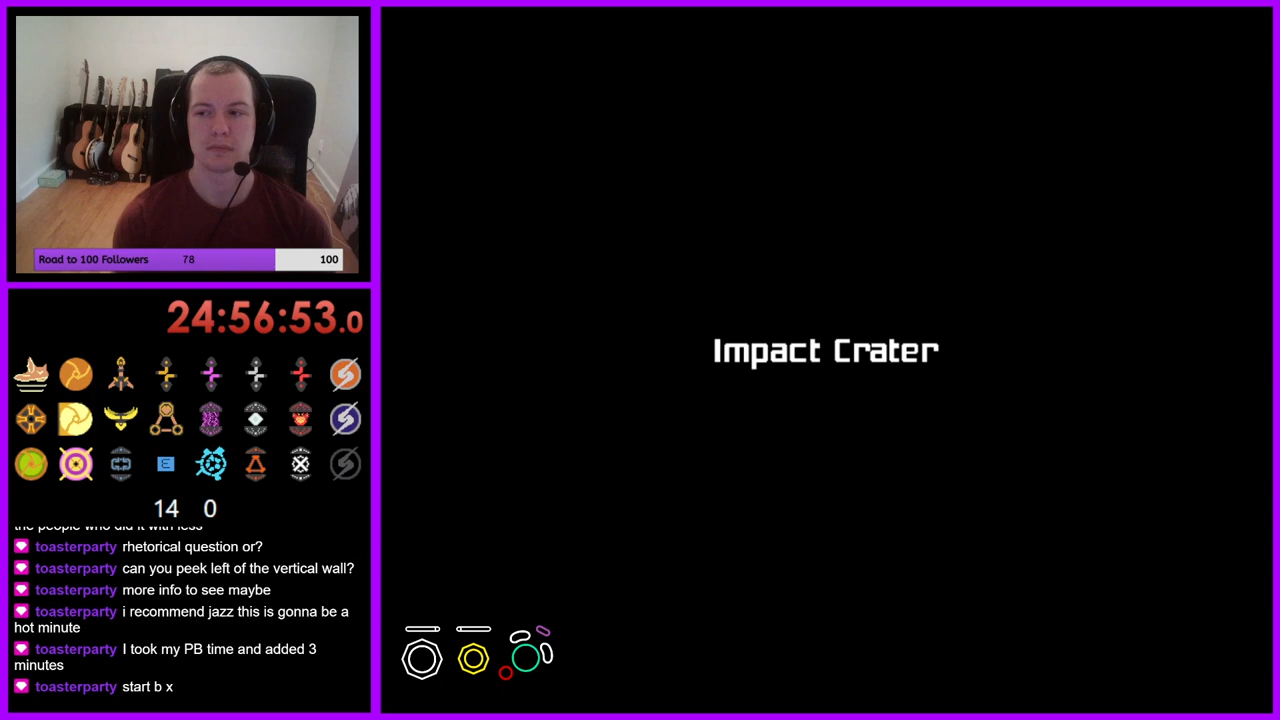 Road to 100 Followers 78 100
24:56:53.0
14 0
the people who did it with less
toasterparty rhetorical question or?
toasterparty can you peek left of the vertical wall?
toasterparty more info to see maybe
toasterparty i recommend jazz this is gonna be a
hot minute
toasterparty I took my PB time and added 3
minutes
toasterparty start b x
Impact Crater